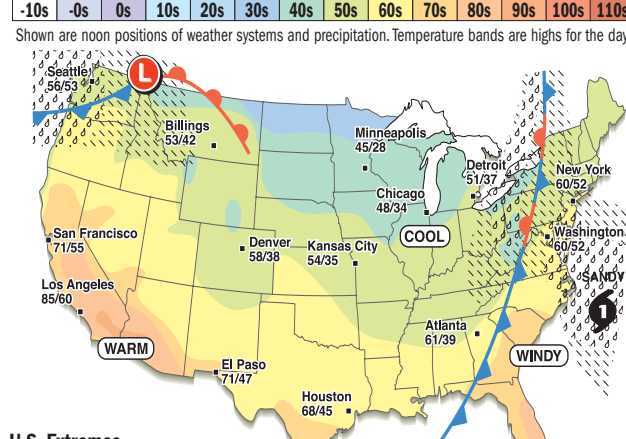 -10s -0s 0s 10s 20s 30s 40s 50s 60s 70s 80s 90s 100s 110s
Shown are noon positions of weather systems and precipitation. Temperature bands are highs for the day
Seattle
56/53
L
Billings
53/42
Minneapolis
45/28
Detroit
51/37
New York
60/52
Chicago
48/34
San Francisco
71/55
Denver
58/38
Kansas City
54/35
COOL
Washington
60/52
SANDY
1
Los Angeles
85/60
Atlanta
61/39
WARM
WINDY
El Paso
71/47
Houston
68/45
U.S. Extremes